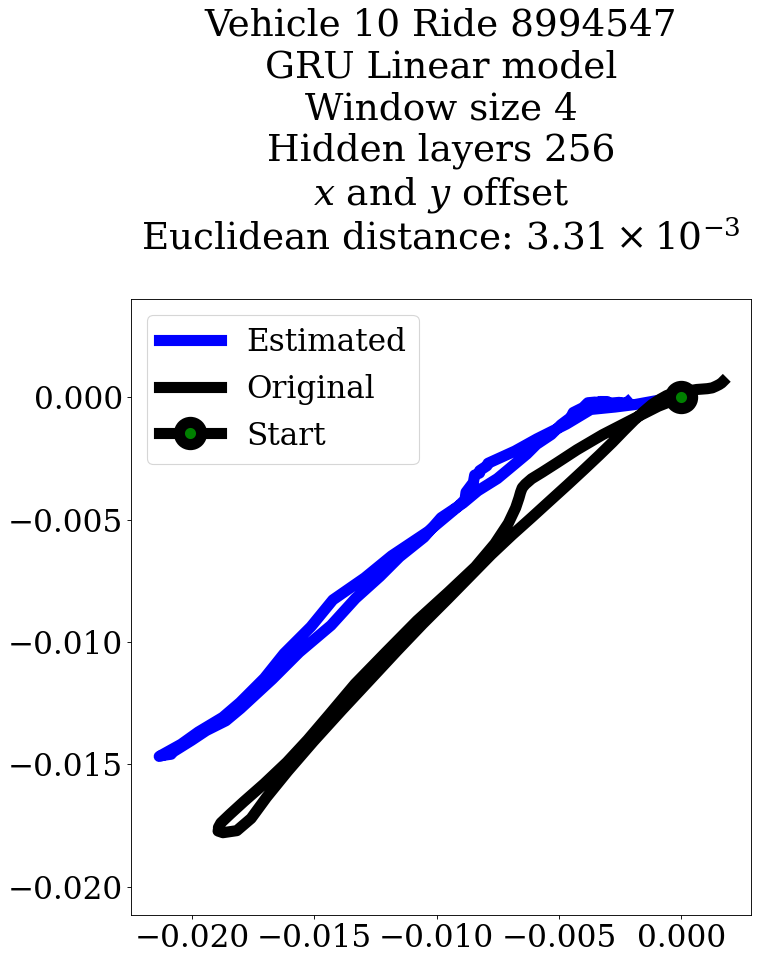 Vehicle 10 Ride 8994547
GRU Linear model
Window size 4
Hidden layers 256
x and y offset
Euclidean distance: 3.31 × 10⁻³
Estimated
Original
Start
0.000
−0.005
−0.010
−0.015
−0.020
−0.020 −0.015 −0.010 −0.005 0.000